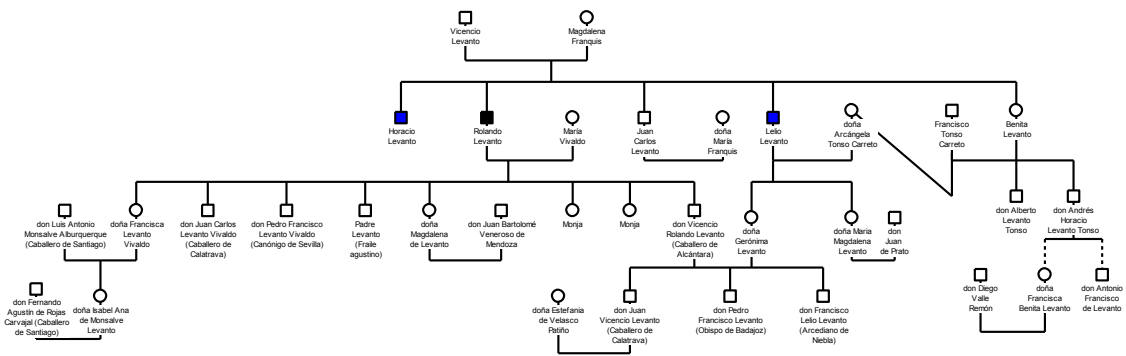 Vicencio
Levanto
Magdalena
Franquis
Horacio
Levanto
Rolando
Levanto
María
Vivaldo
Juan
Carlos
Levanto
doña
María
Franquis
Lelio
Levanto
doña
Arcángela
Tonso Carreto
Francisco
Tonso
Carreto
Benita
Levanto
don Luis Antonio
Monsalve Alburquerque
(Caballero de Santiago)
doña Francisca
Levanto
Vivaldo
don Juan Carlos
Levanto Vivaldo
(Caballero de
Calatrava)
don Pedro Francisco
Levanto Vivaldo
(Canónigo de Sevilla)
Padre
Levanto
(Fraile
agustino)
doña
Magdalena
de Levanto
don Juan Bartolomé
Veneroso de
Mendoza
Monja
Monja
don Vicencio
Rolando Levanto
(Caballero de
Alcántara)
doña
Gerónima
Levanto
doña Maria
Magdalena
Levanto
don
Juan
de Prato
don Alberto
Levanto
Tonso
don Andrés
Horacio
Levanto Tonso
don Fernando
Agustín de Rojas
Carvajal (Caballero
de Santiago)
doña Isabel Ana
de Monsalve
Levanto
doña Estefania
de Velasco
Patiño
don Juan
Vicencio Levanto
(Caballero de
Calatrava)
don Pedro
Francisco Levanto
(Obispo de Badajoz)
don Francisco
Lelio Levanto
(Arcediano de
Niebla)
don Diego
Valle
Remón
doña
Francisca
Benita Levanto
don Antonio
Francisco
de Levanto